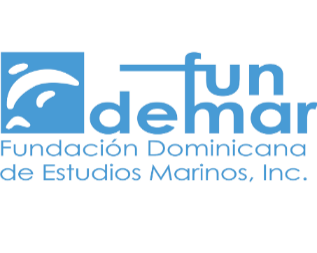 fun
demar
Fundación Dominicana
de Estudios Marinos, Inc.